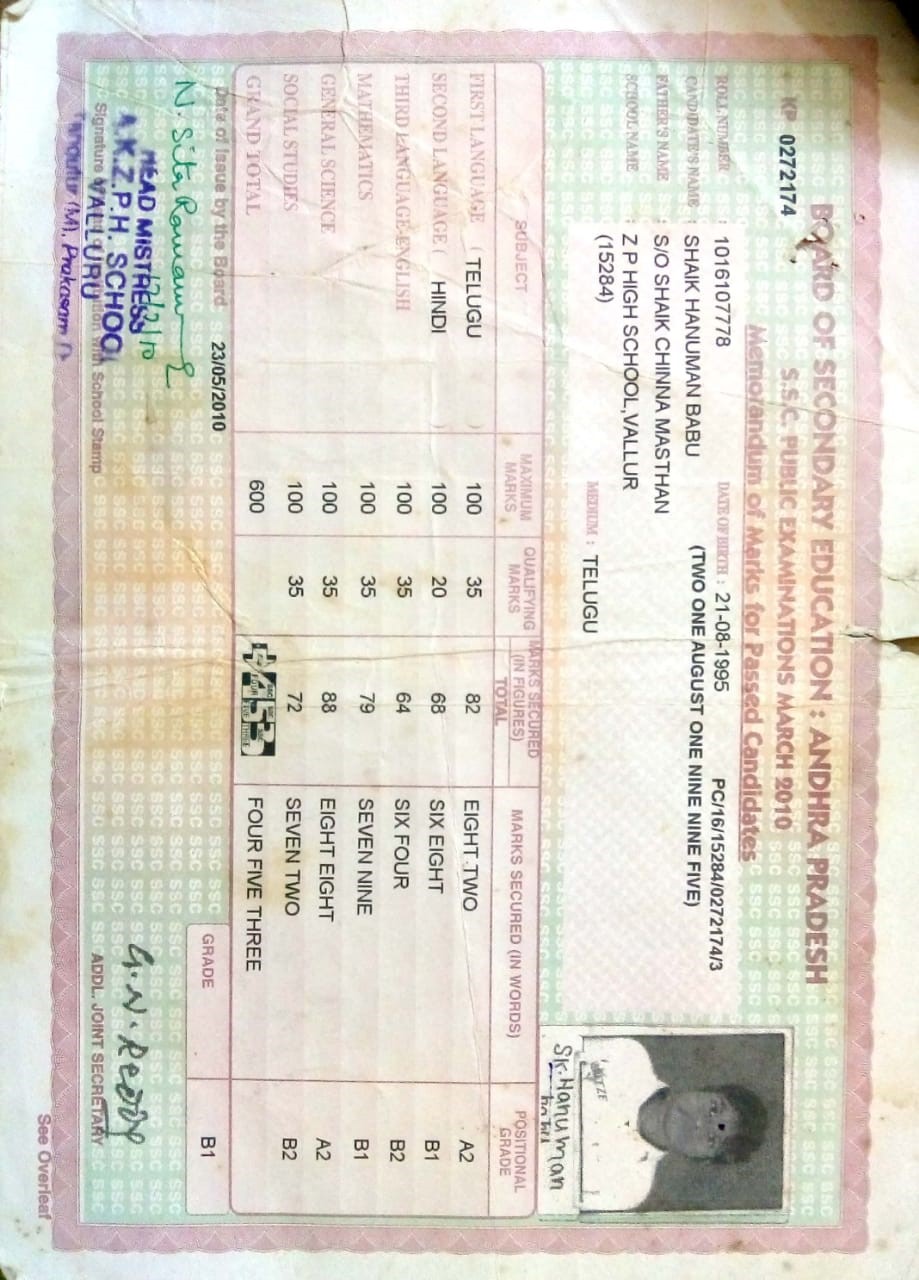 BOARD OF SECONDARY EDUCATION : ANDHRA PRADESH
KP 0272174
S.S.C. PUBLIC EXAMINATIONS MARCH 2010
Memorandum of Marks for Passed Candidates
ROLL NUMBER : 1016107778 DATE OF BIRTH : 21-08-1995 PC/16/15284/0272174/3
CANDIDATE'S NAME : SHAIK HANUMAN BABU (TWO ONE AUGUST ONE NINE NINE FIVE)
FATHER'S NAME : S/O SHAIK CHINNA MASTHAN
SCHOOL NAME : Z P HIGH SCHOOL,VALLUR
(15284)
MEDIUM : TELUGU
Sk.Hanuman
babu
SUBJECT MAXIMUM MARKS QUALIFYING MARKS MARKS SECURED (IN FIGURES) TOTAL MARKS SECURED (IN WORDS) POSITIONAL GRADE
FIRST LANGUAGE ( TELUGU ) 100 35 82 EIGHT TWO A2
SECOND LANGUAGE ( HINDI ) 100 20 68 SIX EIGHT B1
THIRD LANGUAGE-ENGLISH 100 35 64 SIX FOUR B2
MATHEMATICS 100 35 79 SEVEN NINE B1
GENERAL SCIENCE 100 35 88 EIGHT EIGHT A2
SOCIAL STUDIES 100 35 72 SEVEN TWO B2
GRAND TOTAL 600 453 FOUR FIVE THREE
Date of Issue by the Board 23/05/2010
GRADE B1
N. Sita Ramam
HEAD MISTRESS
A.K.Z.P.H. SCHOOL
VALLURU
Signature of Head of Institution with School Stamp
Tangutur (M), Prakasam D
G.N. Reddy
ADDL. JOINT SECRETARY
See Overleaf